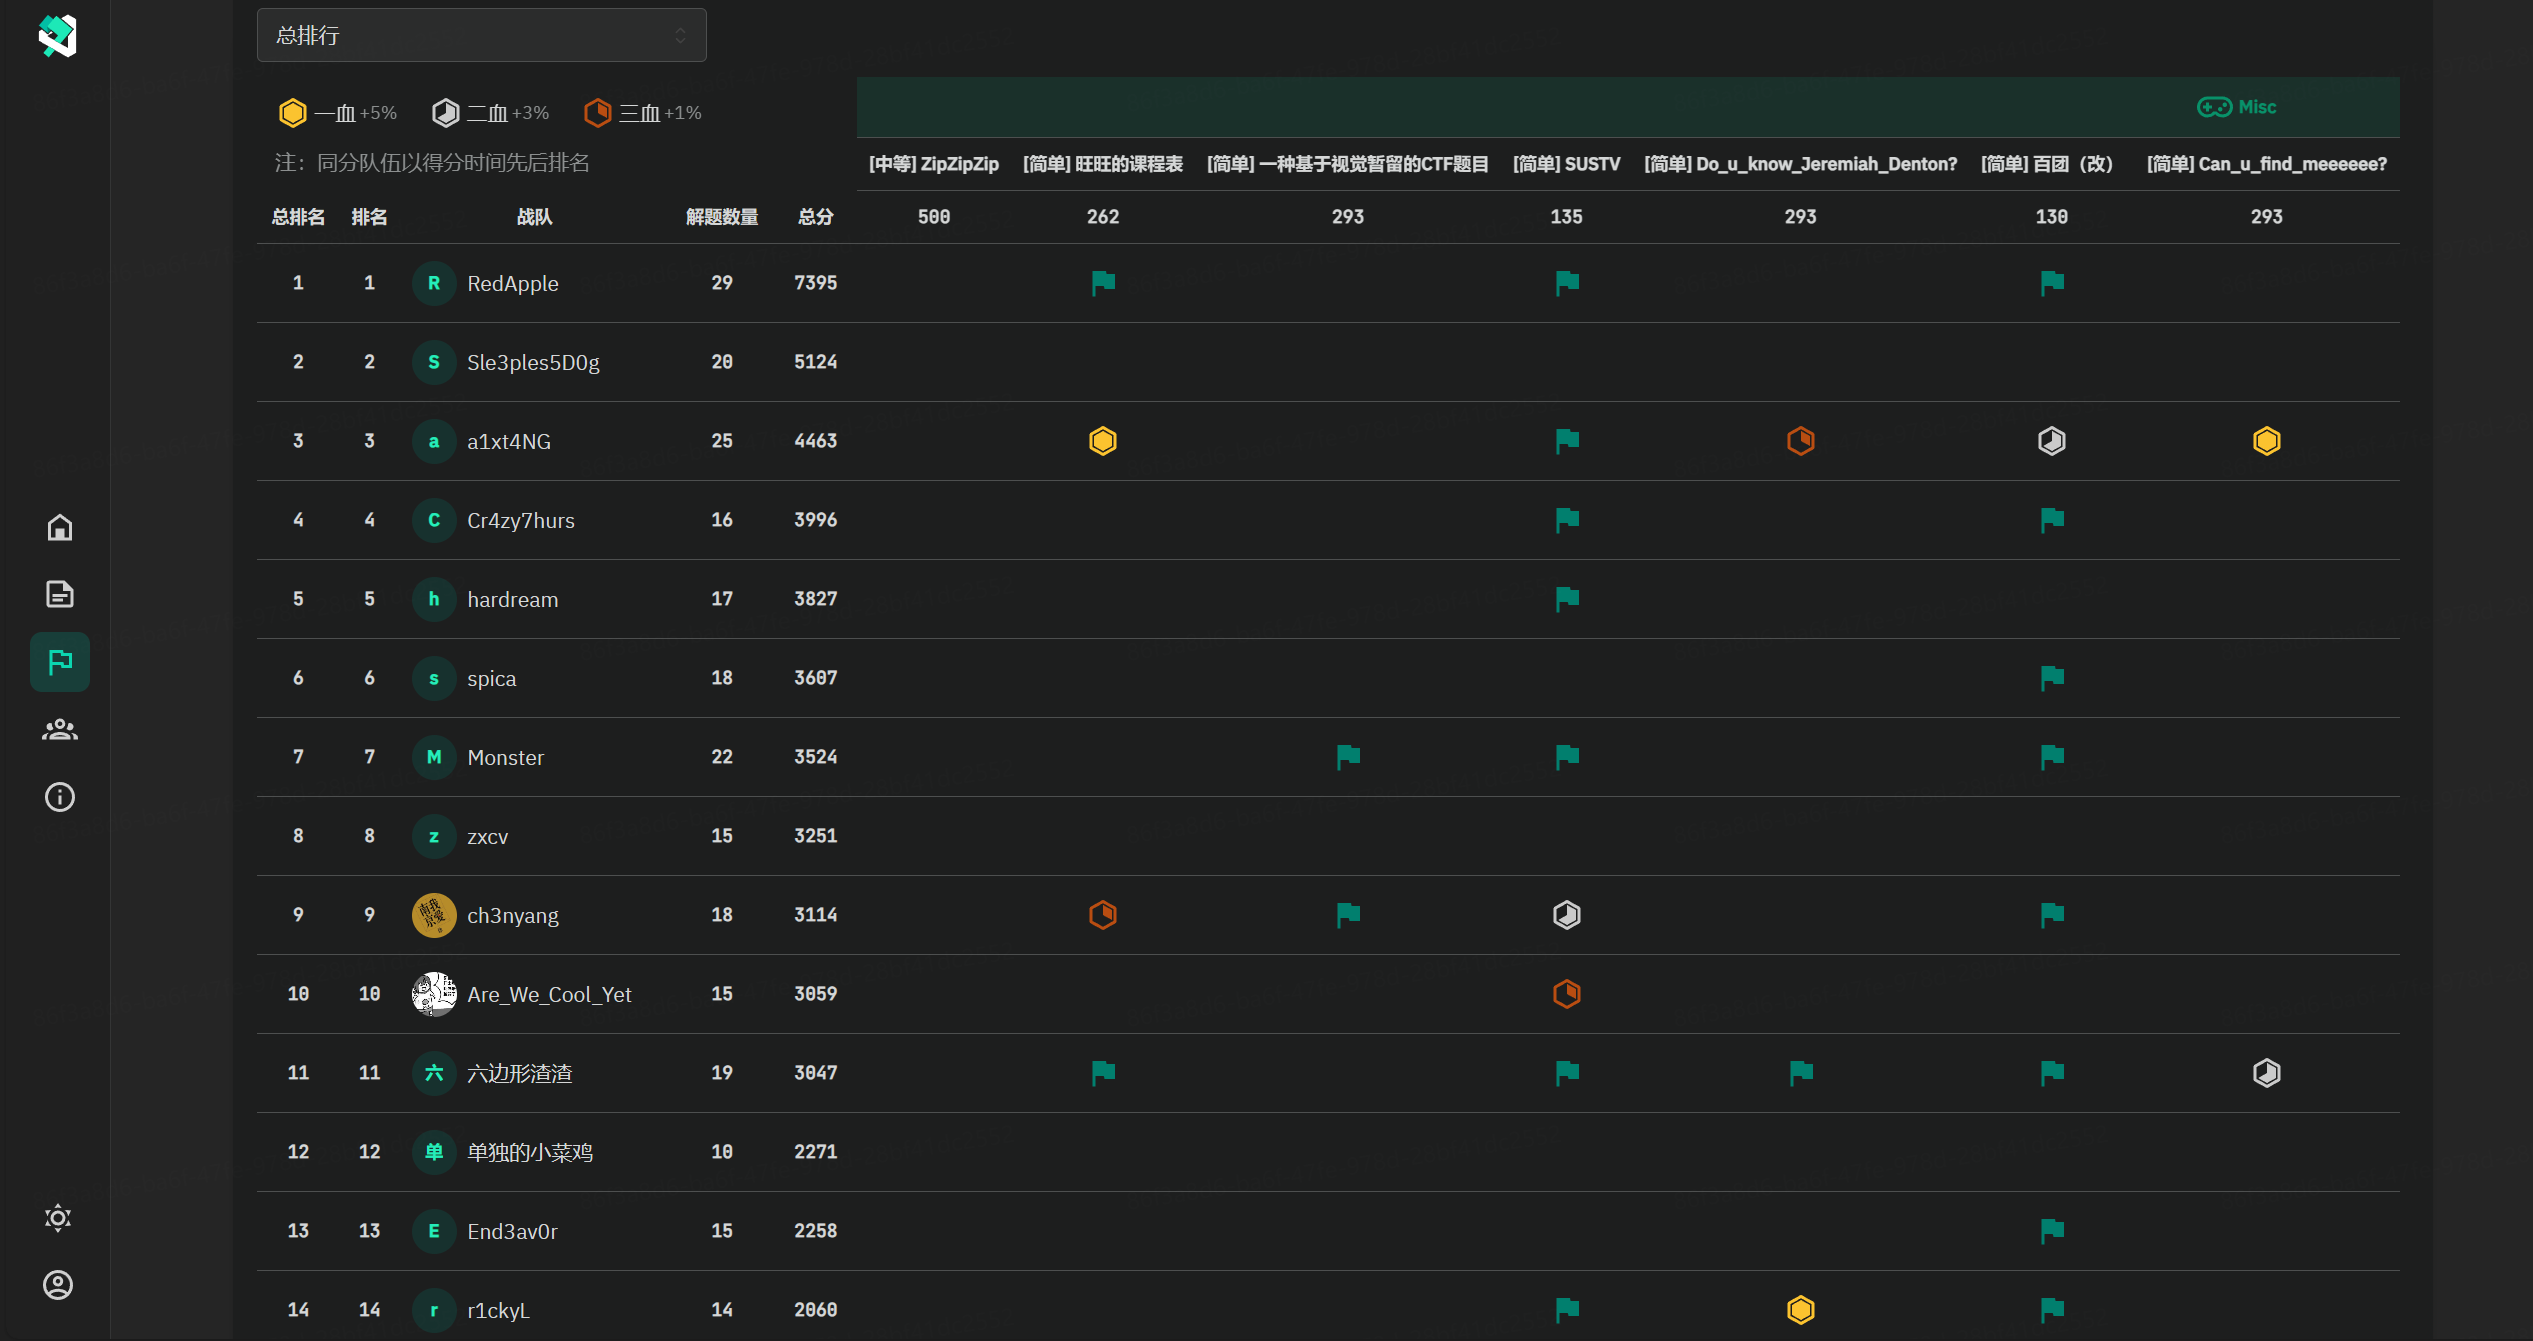 总排行
一血 +5% 二血 +3% 三血 +1%
Misc
注：同分队伍以得分时间先后排名
[中等] ZipZipZip [简单] 旺旺的课程表 [简单] 一种基于视觉暂留的CTF题目 [简单] SUSTV [简单] Do_u_know_Jeremiah_Denton? [简单] 百团（改） [简单] Can_u_find_meeeeee?
总排名 排名 战队 解题数量 总分 500 262 293 135 293 130 293
1 1 R RedApple 29 7395
2 2 S Sle3ples5D0g 20 5124
3 3 a a1xt4NG 25 4463
4 4 C Cr4zy7hurs 16 3996
5 5 h hardream 17 3827
6 6 s spica 18 3607
7 7 M Monster 22 3524
8 8 z zxcv 15 3251
9 9 ch3nyang 18 3114
10 10 Are_We_Cool_Yet 15 3059
11 11 六 六边形渣渣 19 3047
12 12 单 单独的小菜鸡 10 2271
13 13 E End3av0r 15 2258
14 14 r r1ckyL 14 2060